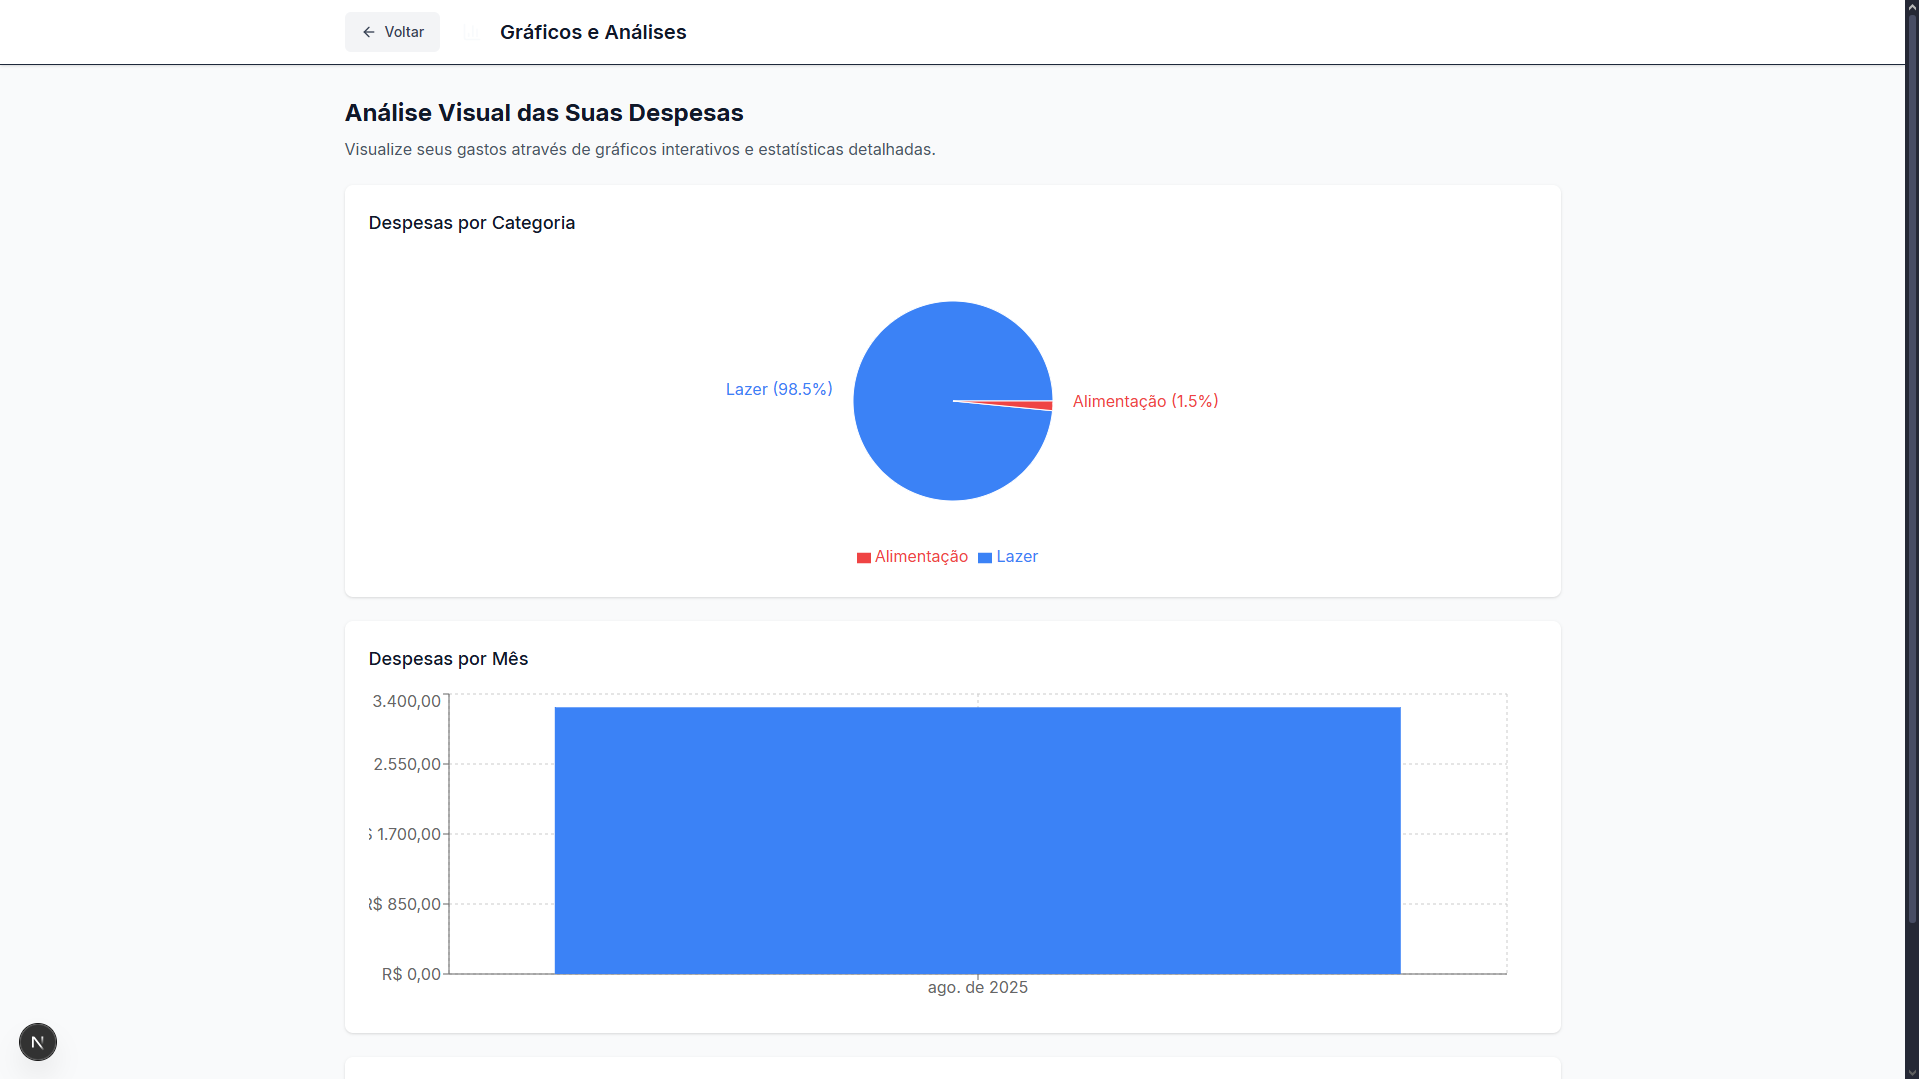 Voltar
Gráficos e Análises
Análise Visual das Suas Despesas
Visualize seus gastos através de gráficos interativos e estatísticas detalhadas.
Despesas por Categoria
Lazer (98.5%)
Alimentação (1.5%)
Alimentação
Lazer
Despesas por Mês
3.400,00
2.550,00
$ 1.700,00
R$ 850,00
R$ 0,00
ago. de 2025
N